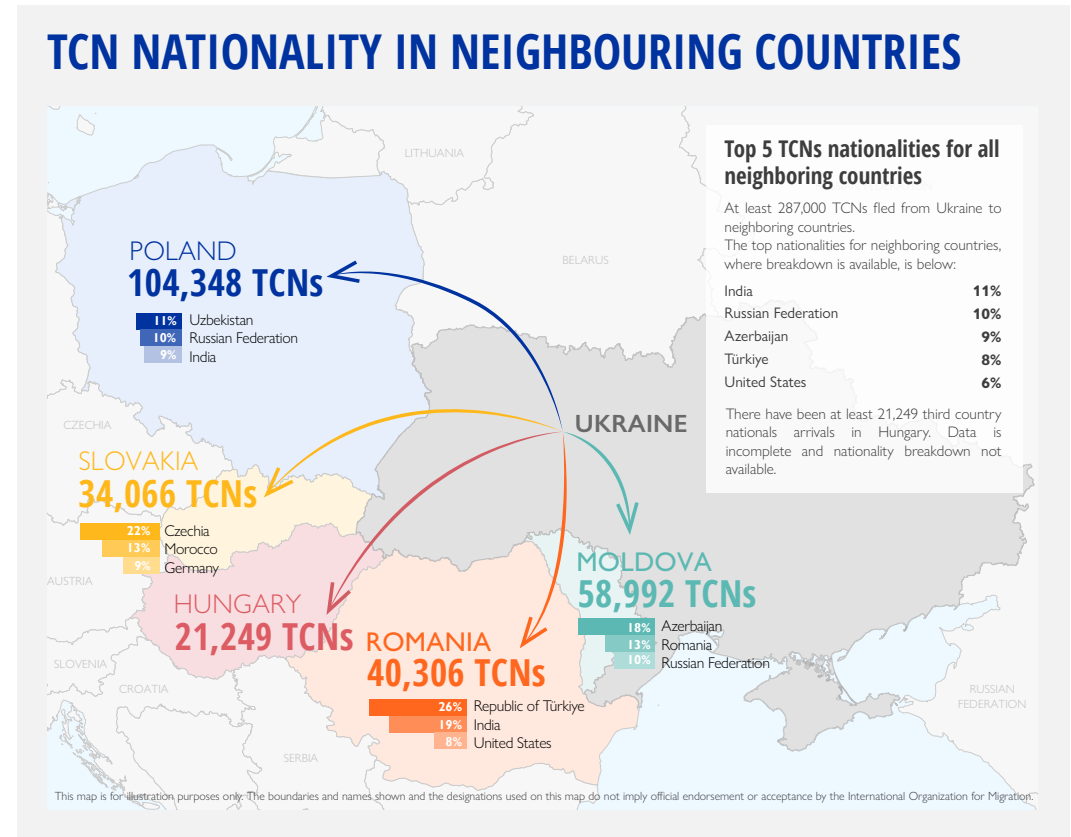 TCN NATIONALITY IN NEIGHBOURING COUNTRIES
LITHUANIA
BELARUS
Top 5 TCNs nationalities for all
neighboring countries
At least 287,000 TCNs fled from Ukraine to
neighboring countries.
The top nationalities for neighboring countries,
where breakdown is available, is below:
India 11%
Russian Federation 10%
Azerbaijan 9%
Türkiye 8%
United States 6%
There have been at least 21,249 third country
nationals arrivals in Hungary. Data is
incomplete and nationality breakdown not
available.
POLAND
104,348 TCNs
11% Uzbekistan
10% Russian Federation
9% India
UKRAINE
CZECHIA
SLOVAKIA
34,066 TCNs
22% Czechia
13% Morocco
9% Germany
AUSTRIA
HUNGARY
21,249 TCNs
MOLDOVA
58,992 TCNs
18% Azerbaijan
13% Romania
10% Russian Federation
ROMANIA
40,306 TCNs
26% Republic of Türkiye
19% India
8% United States
SLOVENIA
CROATIA
SERBIA
RUSSIAN
FEDERATION
This map is for illustration purposes only. The boundaries and names shown and the designations used on this map do not imply official endorsement or acceptance by the International Organization for Migration.